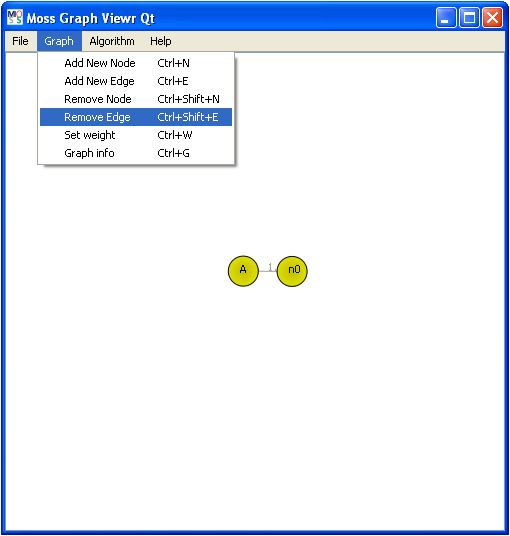 Moss Graph Viewr Qt
File Graph Algorithm Help
Add New Node Ctrl+N
Add New Edge Ctrl+E
Remove Node Ctrl+Shift+N
Remove Edge Ctrl+Shift+E
Set weight Ctrl+W
Graph info Ctrl+G
A 1 n0